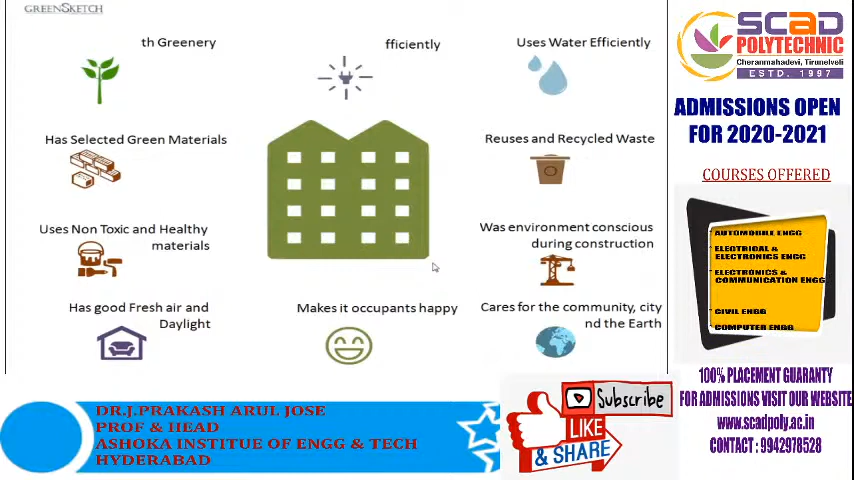 GREENSKETCH
th Greenery
fficiently
Uses Water Efficiently
Has Selected Green Materials
Reuses and Recycled Waste
Uses Non Toxic and Healthy
materials
Was environment conscious
during construction
Has good Fresh air and
Daylight
Makes it occupants happy
Cares for the community, city
nd the Earth
SCAD
POLYTECHNIC
Cheranmahadevi, Tirunelveli
ESTD. 1997
ADMISSIONS OPEN
FOR 2020-2021
COURSES OFFERED
AUTOMOBILE ENGG
ELECTRICAL &
ELECTRONICS ENGG
ELECTRONICS &
COMMUNICATION ENGG
CIVIL ENGG
COMPUTER ENGG
100% PLACEMENT GUARANTY
FOR ADMISSIONS VISIT OUR WEBSITE
www.scadpoly.ac.in
CONTACT : 9942978528
DR.J.PRAKASH ARUL JOSE
PROF & HEAD
ASHOKA INSTITUE OF ENGG & TECH
HYDERABAD
Subscribe
LIKE
& SHARE